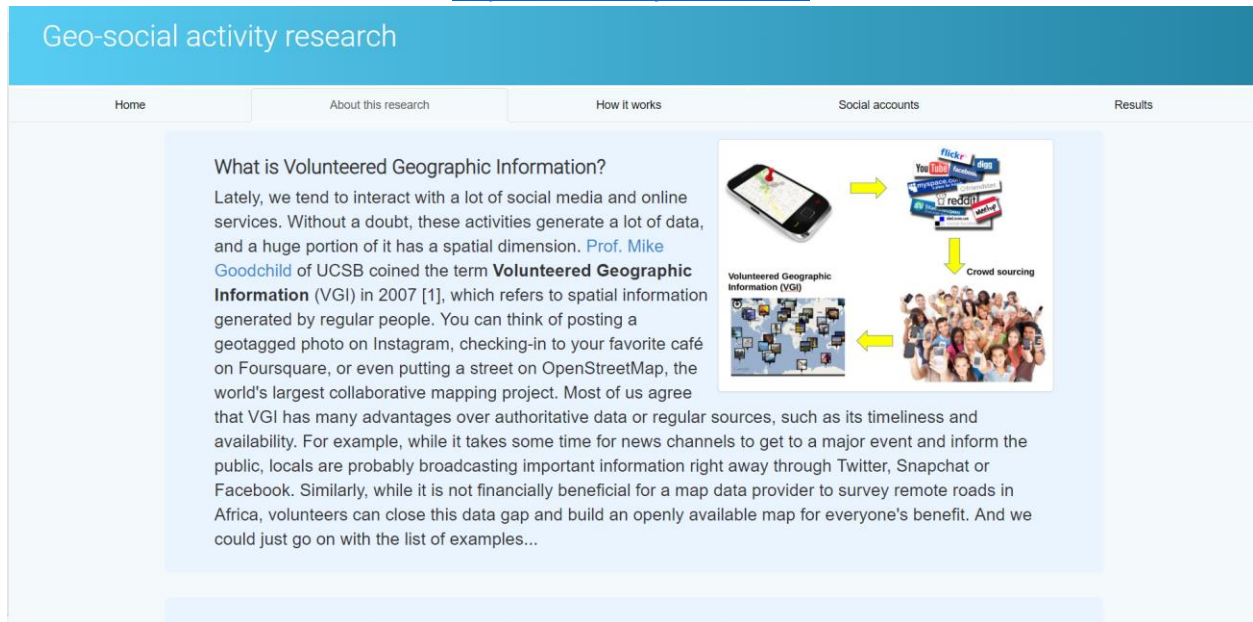 Geo-social activity research
Home
About this research
How it works
Social accounts
Results
What is Volunteered Geographic Information?
Lately, we tend to interact with a lot of social media and online
services. Without a doubt, these activities generate a lot of data,
and a huge portion of it has a spatial dimension. Prof. Mike
Goodchild of UCSB coined the term Volunteered Geographic
Information (VGI) in 2007 [1], which refers to spatial information
generated by regular people. You can think of posting a
geotagged photo on Instagram, checking-in to your favorite café
on Foursquare, or even putting a street on OpenStreetMap, the
world's largest collaborative mapping project. Most of us agree
that VGI has many advantages over authoritative data or regular sources, such as its timeliness and
availability. For example, while it takes some time for news channels to get to a major event and inform the
public, locals are probably broadcasting important information right away through Twitter, Snapchat or
Facebook. Similarly, while it is not financially beneficial for a map data provider to survey remote roads in
Africa, volunteers can close this data gap and build an openly available map for everyone's benefit. And we
could just go on with the list of examples...
flickr
digg
YouTube
facebook
myspace.com
friendster
reddit
meetup
Crowd sourcing
Volunteered Geographic
Information (VGI)